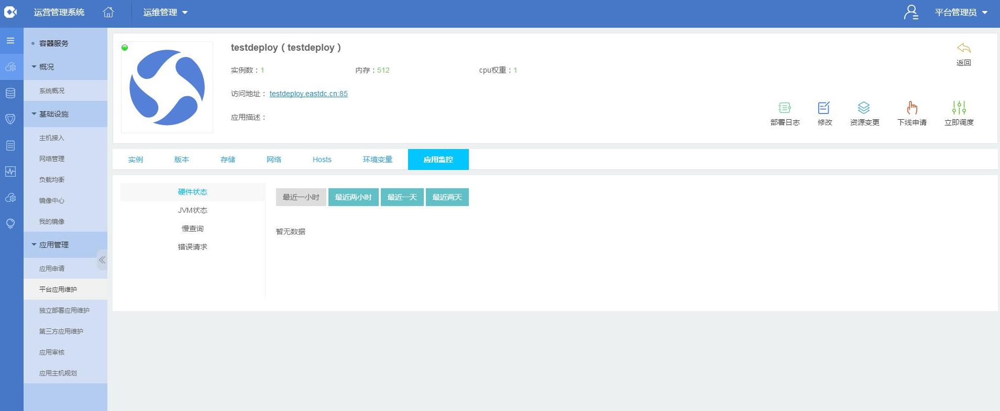 运营管理系统
运维管理
平台管理员
容器服务
概况
系统概况
基础设施
主机接入
网络管理
负载均衡
镜像中心
我的镜像
应用管理
应用申请
平台应用维护
独立部署应用维护
第三方应用维护
应用审核
应用主机规划
testdeploy ( testdeploy )
返回
实例数：1 内存：512 cpu权重：1
访问地址： testdeploy.eastdc.cn:85
应用描述：
部署日志 修改 资源变更 下线申请 立即调度
实例 版本 存储 网络 Hosts 环境变量 应用监控
硬件状态
JVM状态
慢查询
错误请求
最近一小时 最近两小时 最近一天 最近两天
暂无数据